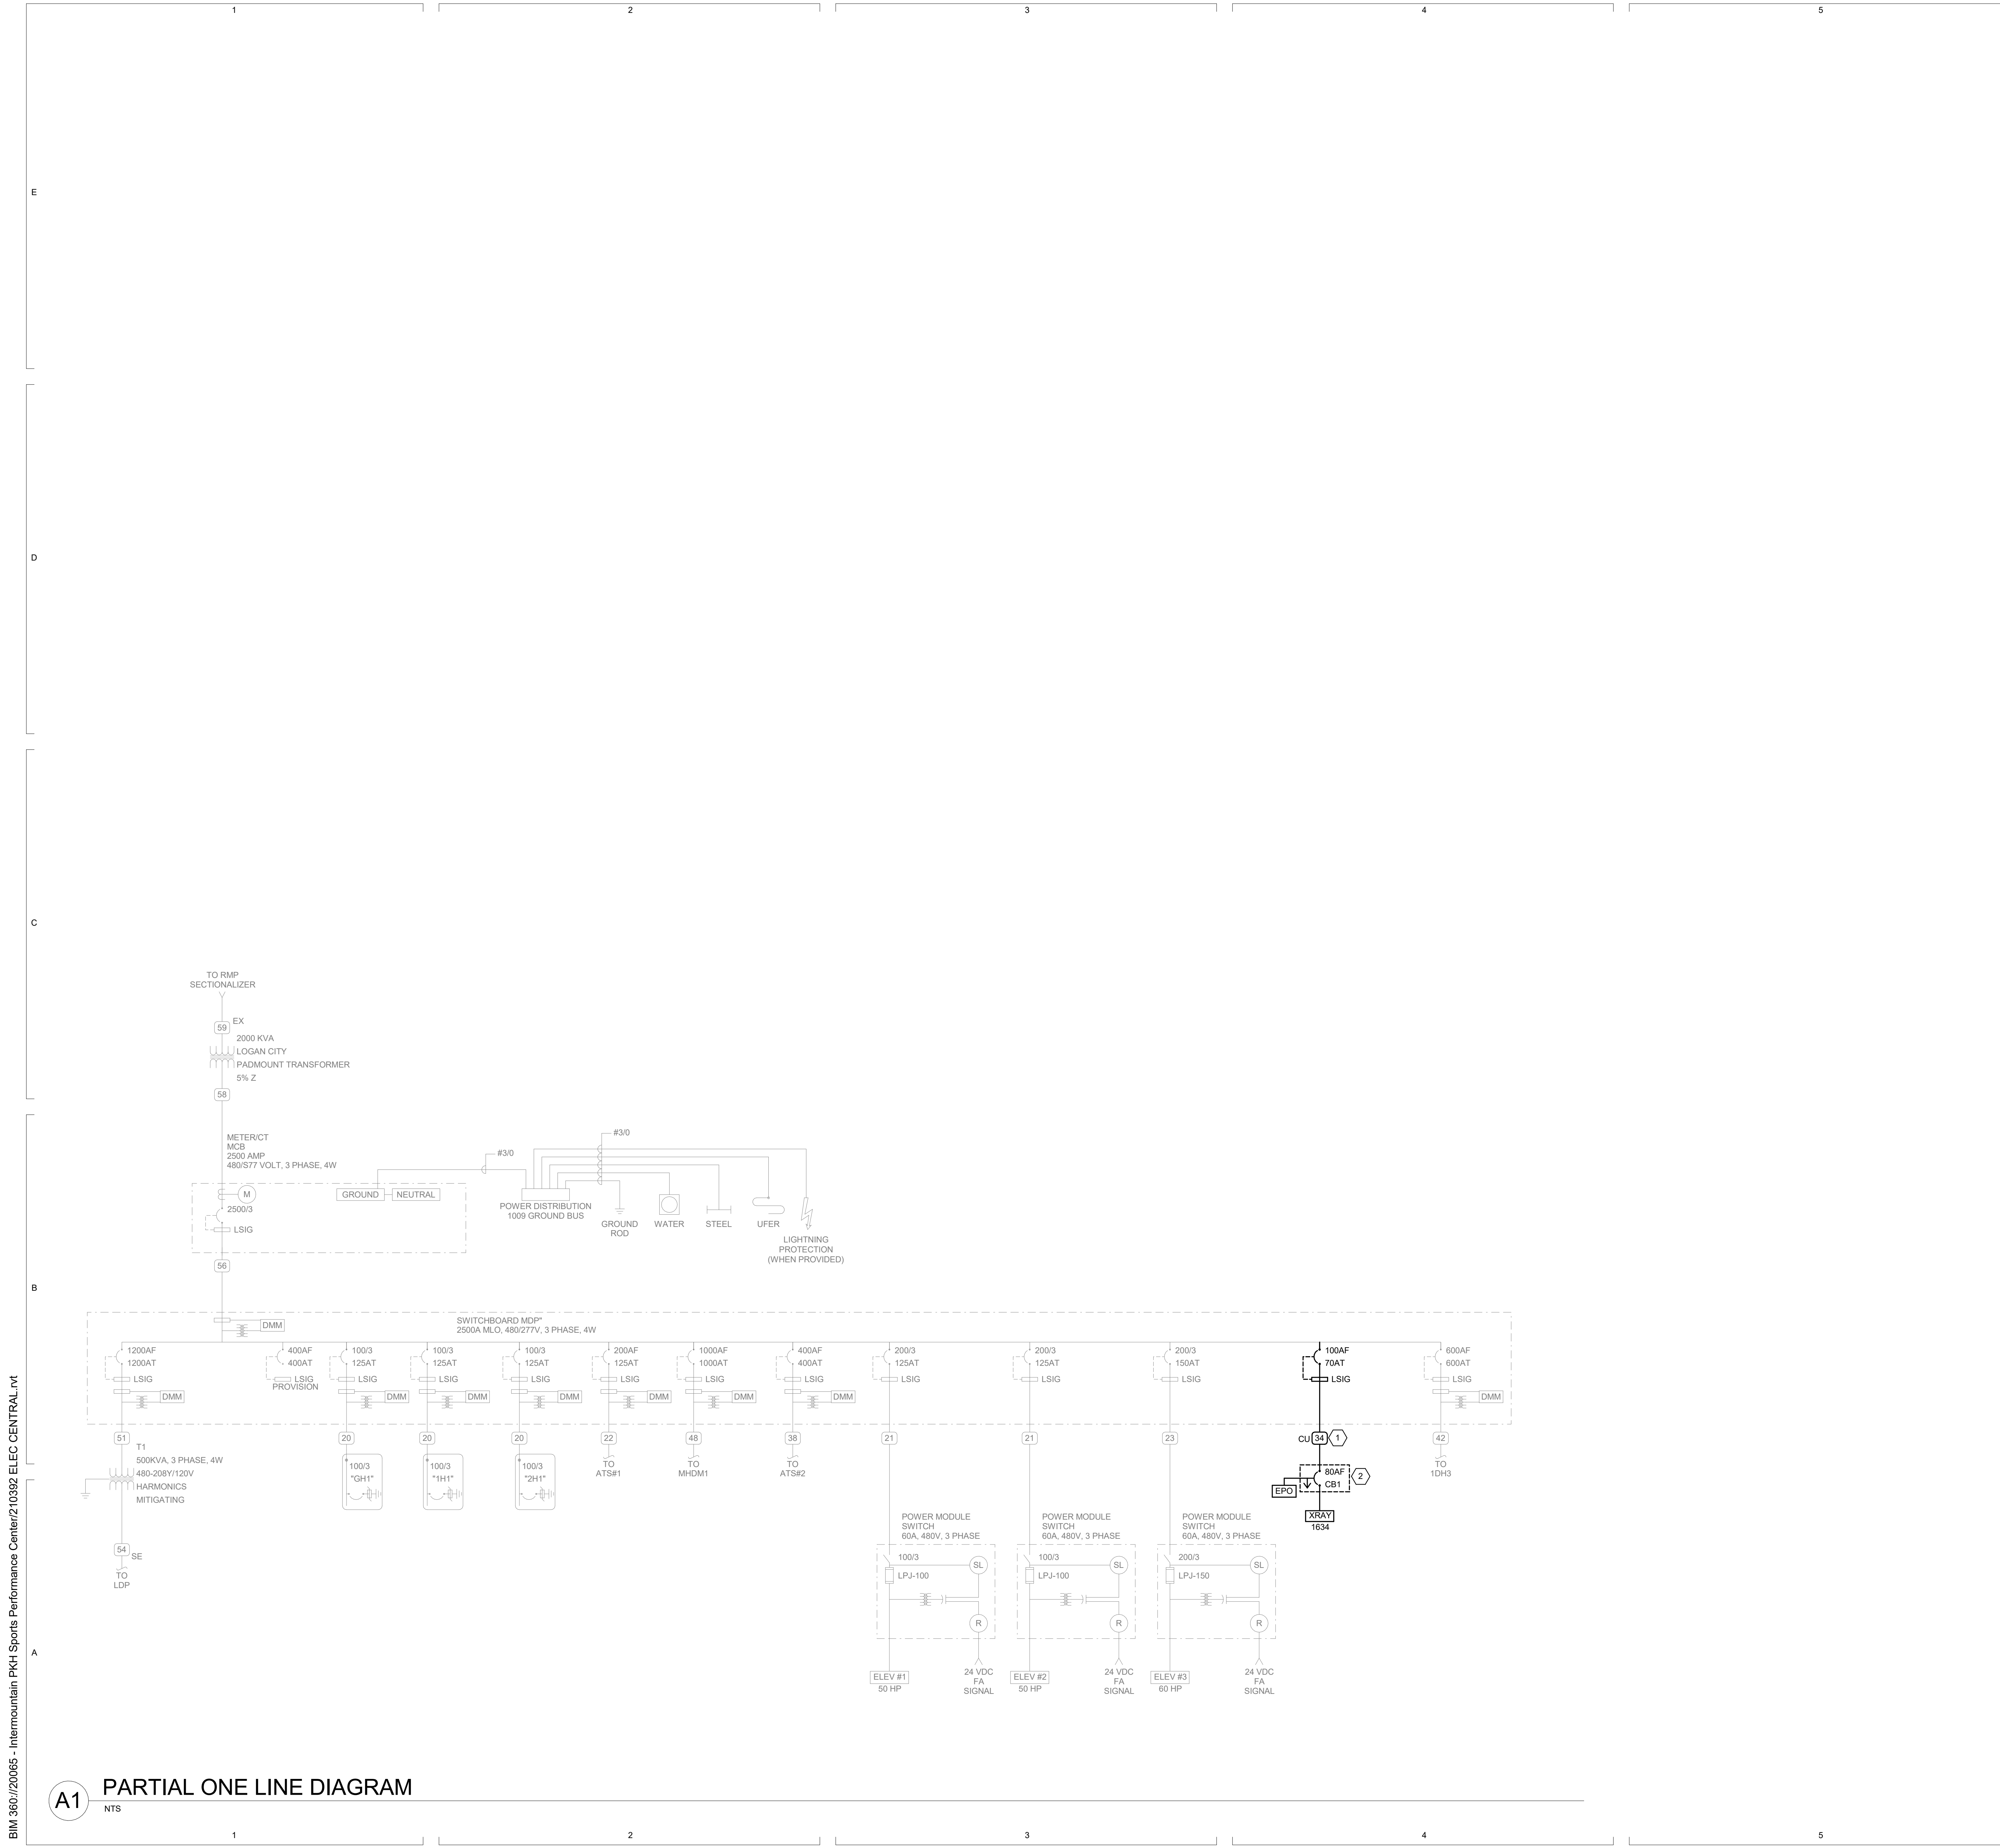 1
2
3
4
5
E
D
C
B
A
TO RMP
SECTIONALIZER
59
EX
2000 KVA
LOGAN CITY
PADMOUNT TRANSFORMER
5% Z
58
METER/CT
MCB
2500 AMP
480/S77 VOLT, 3 PHASE, 4W
M
2500/3
LSIG
GROUND
NEUTRAL
#3/0
#3/0
POWER DISTRIBUTION
1009 GROUND BUS
GROUND
ROD
WATER
STEEL
UFER
LIGHTNING
PROTECTION
(WHEN PROVIDED)
56
DMM
SWITCHBOARD MDP"
2500A MLO, 480/277V, 3 PHASE, 4W
1200AF
1200AT
LSIG
DMM
400AF
400AT
LSIG
PROVISION
100/3
125AT
LSIG
DMM
100/3
125AT
LSIG
DMM
100/3
125AT
LSIG
DMM
200AF
125AT
LSIG
DMM
1000AF
1000AT
LSIG
DMM
400AF
400AT
LSIG
DMM
200/3
125AT
LSIG
200/3
125AT
LSIG
200/3
150AT
LSIG
100AF
70AT
LSIG
600AF
600AT
LSIG
DMM
51
T1
500KVA, 3 PHASE, 4W
480-208Y/120V
HARMONICS
MITIGATING
54
SE
TO
LDP
20
100/3
"GH1"
20
100/3
"1H1"
20
100/3
"2H1"
22
TO
ATS#1
48
TO
MHDM1
38
TO
ATS#2
21
POWER MODULE
SWITCH
60A, 480V, 3 PHASE
100/3
LPJ-100
SL
R
ELEV #1
50 HP
24 VDC
FA
SIGNAL
21
POWER MODULE
SWITCH
60A, 480V, 3 PHASE
100/3
LPJ-100
SL
R
ELEV #2
50 HP
24 VDC
FA
SIGNAL
23
POWER MODULE
SWITCH
60A, 480V, 3 PHASE
200/3
LPJ-150
SL
R
ELEV #3
60 HP
24 VDC
FA
SIGNAL
CU
34
1
80AF
CB1
2
EPO
XRAY
1634
42
TO
1DH3
A1
PARTIAL ONE LINE DIAGRAM
NTS
1
2
3
4
5
BIM 360://20065 - Intermountain PKH Sports Performance Center/210392 ELEC CENTRAL.rvt